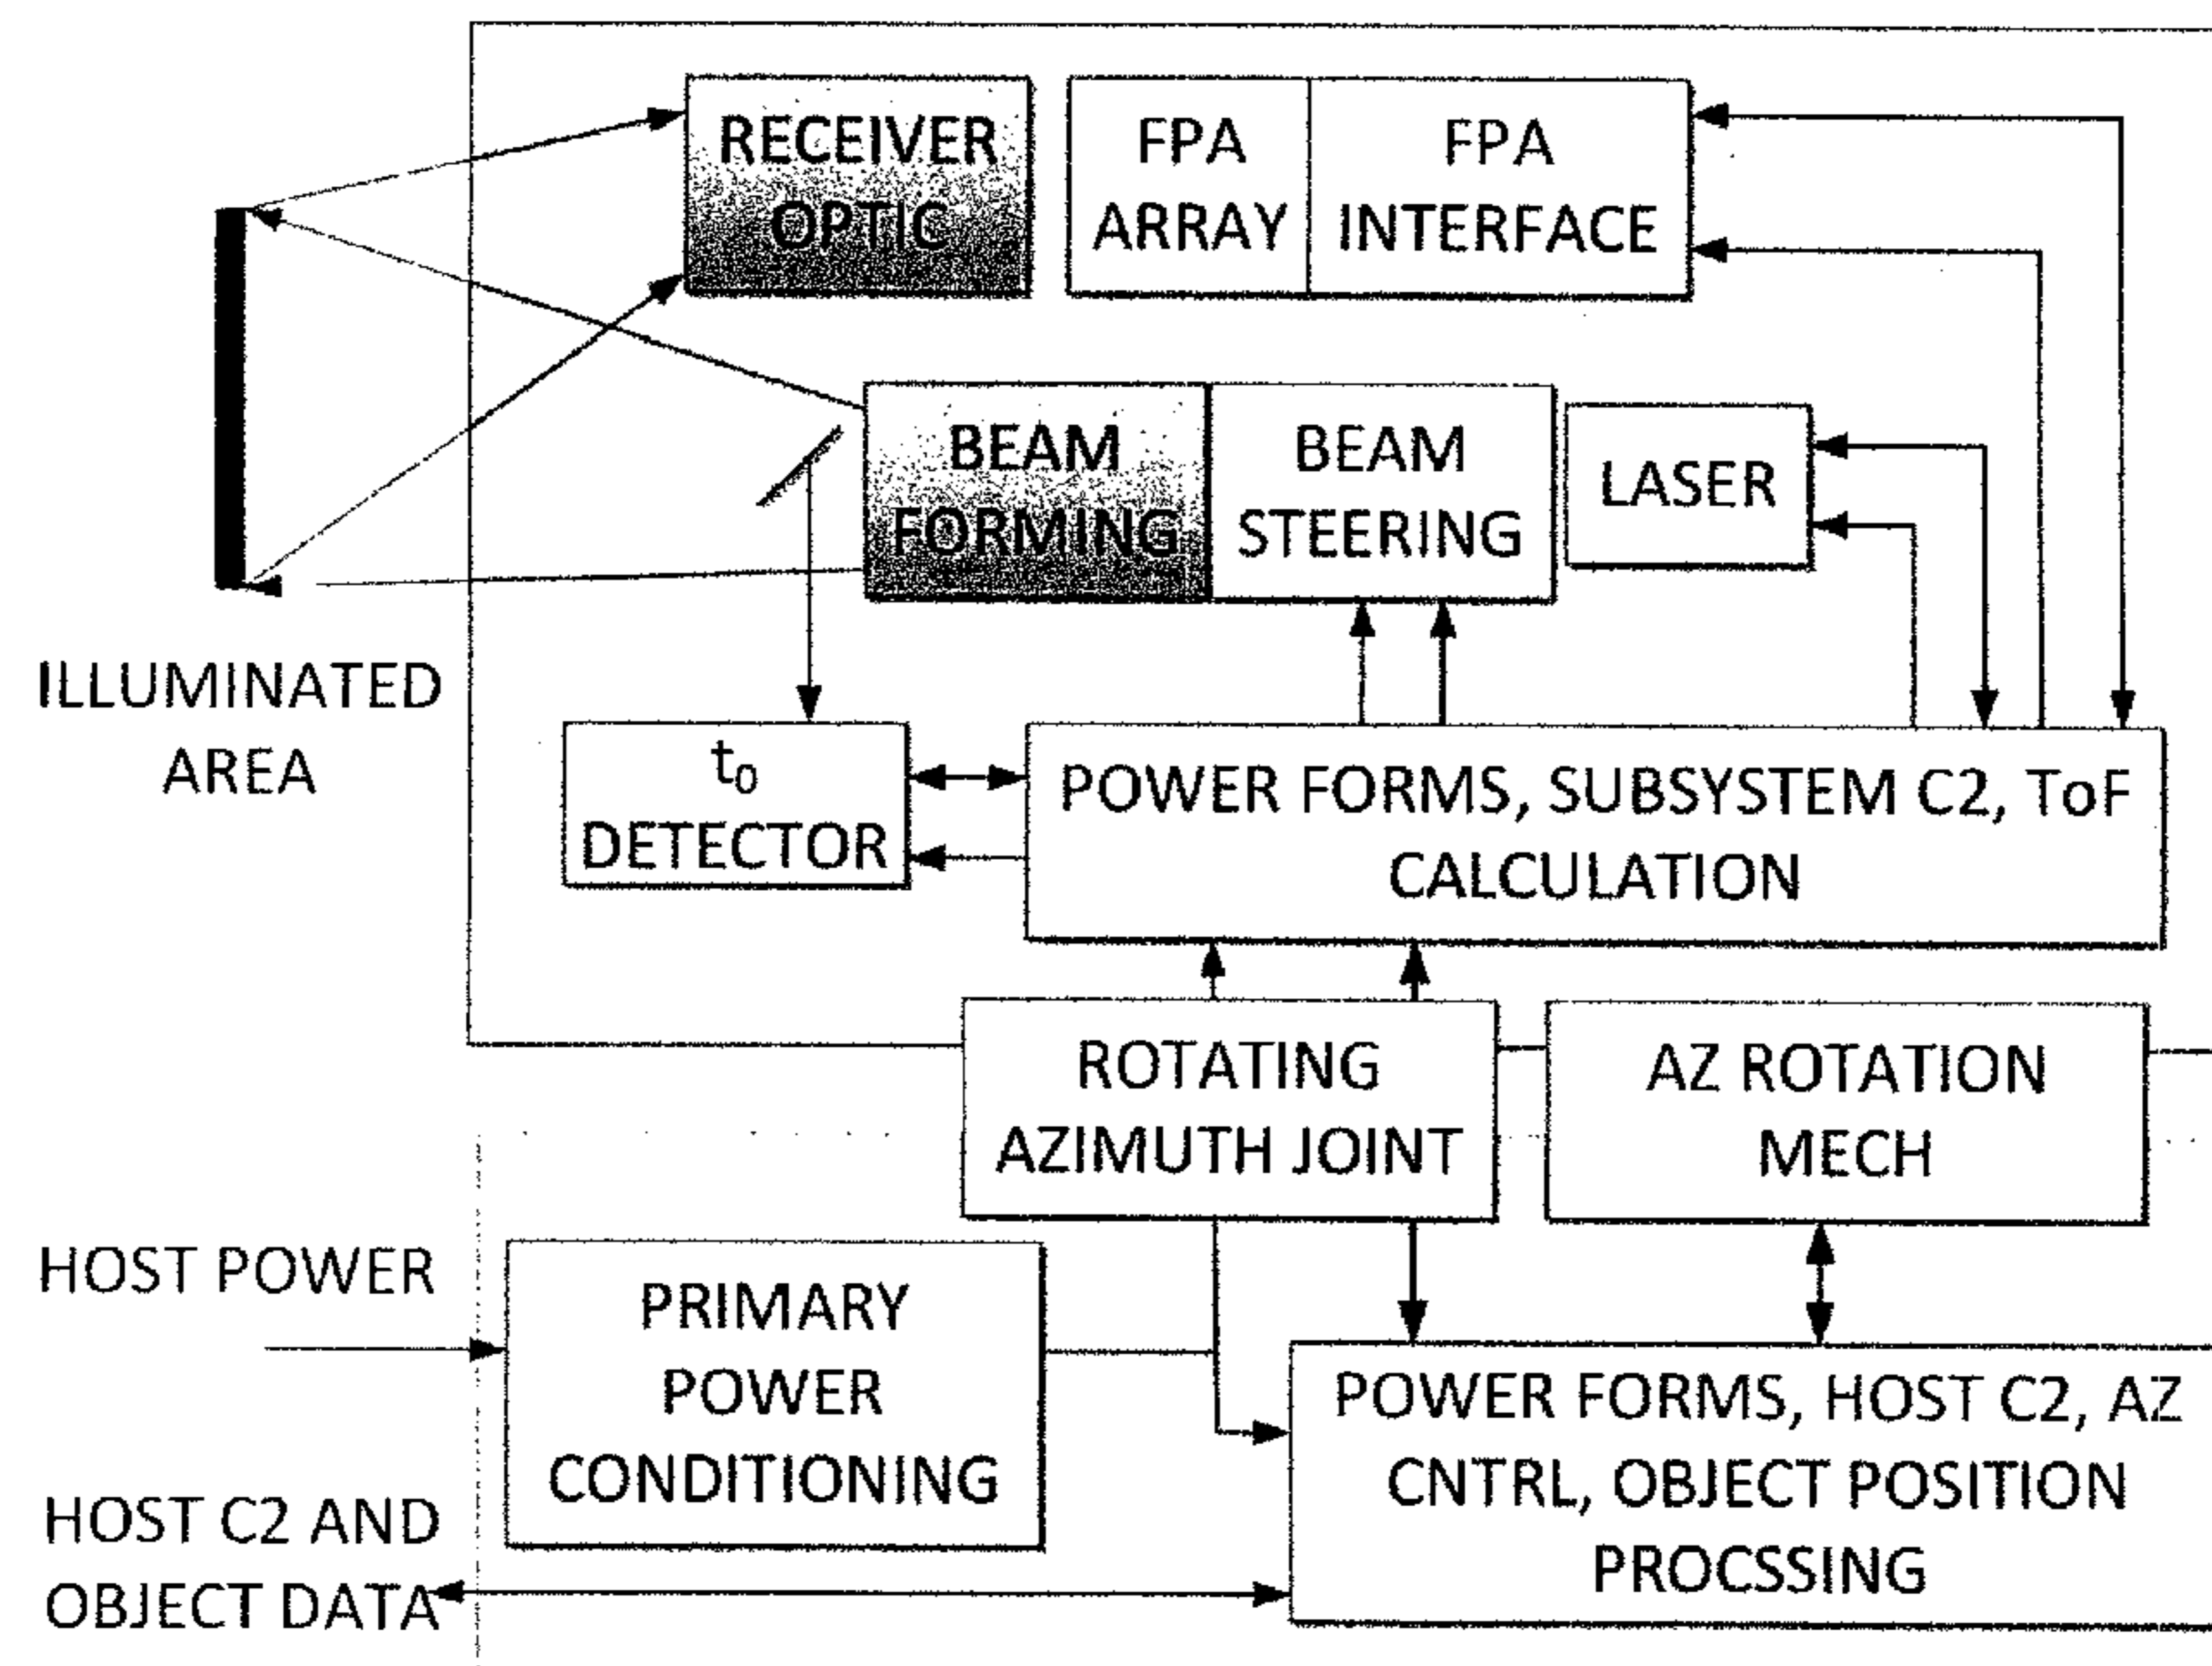 RECEIVER
OPTIC
FPA
ARRAY
FPA
INTERFACE
BEAM
FORMING
BEAM
STEERING
LASER
ILLUMINATED
AREA
t₀
DETECTOR
POWER FORMS, SUBSYSTEM C2, ToF
CALCULATION
ROTATING
AZIMUTH JOINT
AZ ROTATION
MECH
HOST POWER
PRIMARY
POWER
CONDITIONING
HOST C2 AND
OBJECT DATA
POWER FORMS, HOST C2, AZ
CNTRL, OBJECT POSITION
PROCSSING